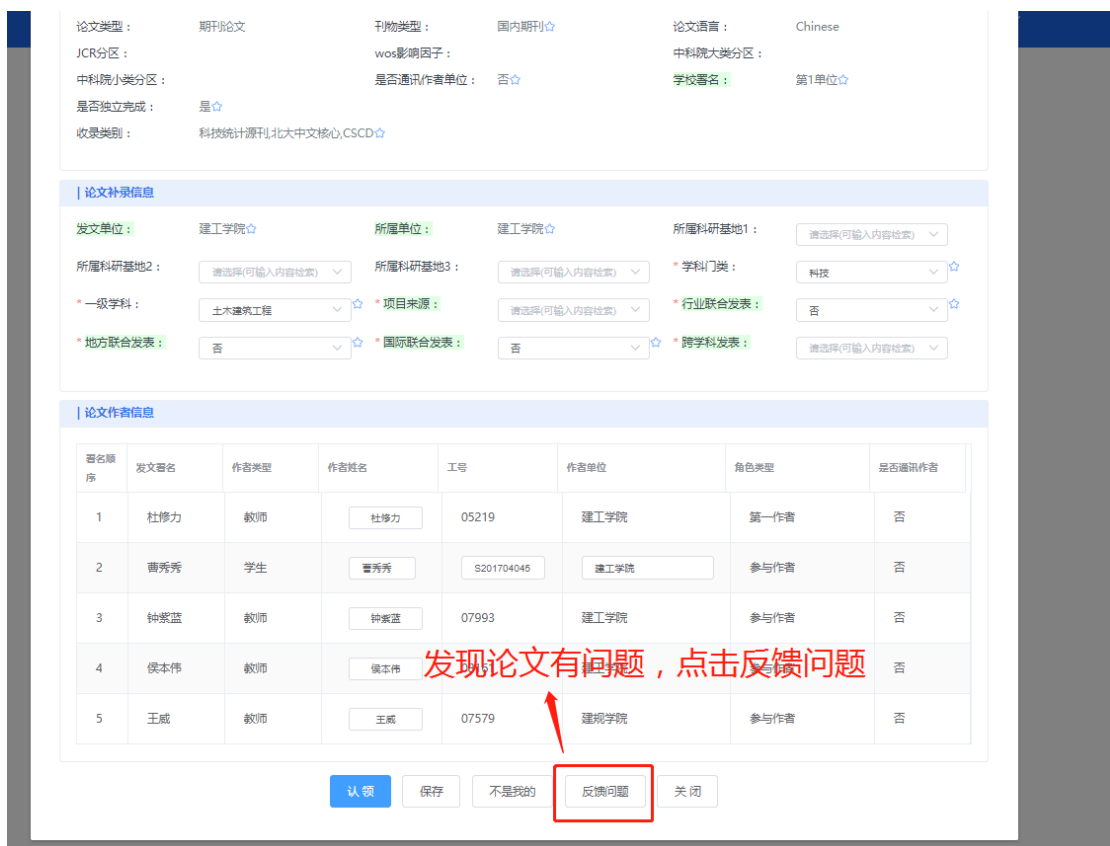 论文类型： 期刊论文 刊物类型： 国内期刊☆ 论文语言： Chinese
JCR分区： wos影响因子： 中科院大类分区：
中科院小类分区： 是否通讯作者单位： 否☆ 学校署名： 第1单位☆
是否独立完成： 是☆
收录类别： 科技统计源刊,北大中文核心,CSCD☆
论文补录信息
发文单位： 建工学院☆ 所属单位： 建工学院☆ 所属科研基地1： 请选择(可输入内容检索)
所属科研基地2： 请选择(可输入内容检索) 所属科研基地3： 请选择(可输入内容检索) * 学科门类： 科技 ☆
* 一级学科： 土木建筑工程 ☆ * 项目来源： 请选择(可输入内容检索) * 行业联合发表： 否 ☆
* 地方联合发表： 否 ☆ * 国际联合发表： 否 ☆ * 跨学科发表： 请选择(可输入内容检索)
论文作者信息
署名顺序 发文署名 作者类型 作者姓名 工号 作者单位 角色类型 是否通讯作者
1 杜修力 教师 杜修力 05219 建工学院 第一作者 否
2 曹秀秀 学生 曹秀秀 S201704045 建工学院 参与作者 否
3 钟紫蓝 教师 钟紫蓝 07993 建工学院 参与作者 否
4 侯本伟 教师 侯本伟 否
发现论文有问题，点击反馈问题
5 王威 教师 王威 07579 建规学院 参与作者 否
认领 保存 不是我的 反馈问题 关闭